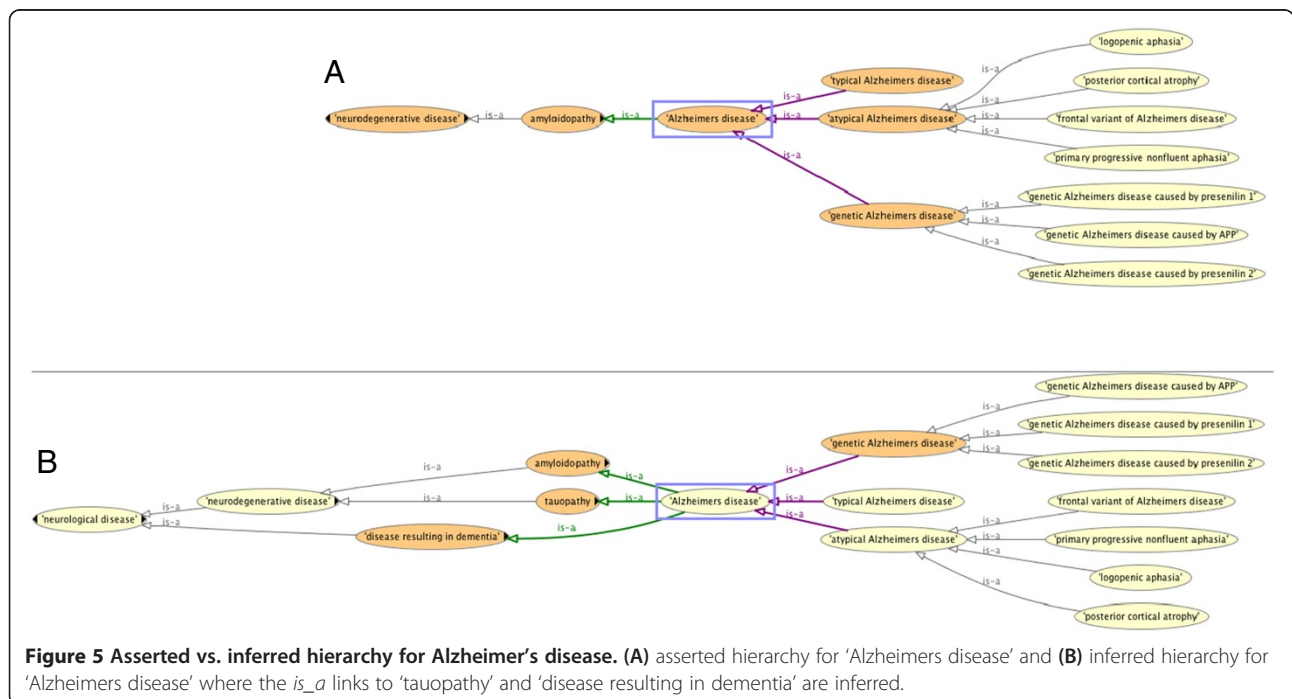 A
'neurodegenerative disease'
is-a
amyloidopathy
is-a
'Alzheimers disease'
is-a
'typical Alzheimers disease'
is-a
'atypical Alzheimers disease'
is-a
'genetic Alzheimers disease'
is-a
'logopenic aphasia'
is-a
'posterior cortical atrophy'
is-a
'frontal variant of Alzheimers disease'
is-a
'primary progressive nonfluent aphasia'
is-a
'genetic Alzheimers disease caused by presenilin 1'
is-a
'genetic Alzheimers disease caused by APP'
is-a
'genetic Alzheimers disease caused by presenilin 2'
B
'neurological disease'
is-a
'neurodegenerative disease'
is-a
'disease resulting in dementia'
is-a
amyloidopathy
is-a
tauopathy
is-a
is-a
is-a
'Alzheimers disease'
is-a
'genetic Alzheimers disease'
is-a
'typical Alzheimers disease'
is-a
'atypical Alzheimers disease'
is-a
'genetic Alzheimers disease caused by APP'
is-a
'genetic Alzheimers disease caused by presenilin 1'
is-a
'genetic Alzheimers disease caused by presenilin 2'
is-a
'frontal variant of Alzheimers disease'
is-a
'primary progressive nonfluent aphasia'
is-a
'logopenic aphasia'
is-a
'posterior cortical atrophy'
Figure 5 Asserted vs. inferred hierarchy for Alzheimer's disease. (A) asserted hierarchy for 'Alzheimers disease' and (B) inferred hierarchy for
'Alzheimers disease' where the is_a links to 'tauopathy' and 'disease resulting in dementia' are inferred.